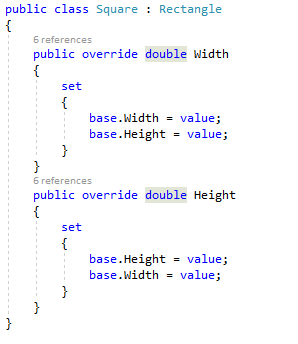 public class Square : Rectangle
{
6 references
public override double Width
{
set
{
base.Width = value;
base.Height = value;
}
}
6 references
public override double Height
{
set
{
base.Height = value;
base.Width = value;
}
}
}